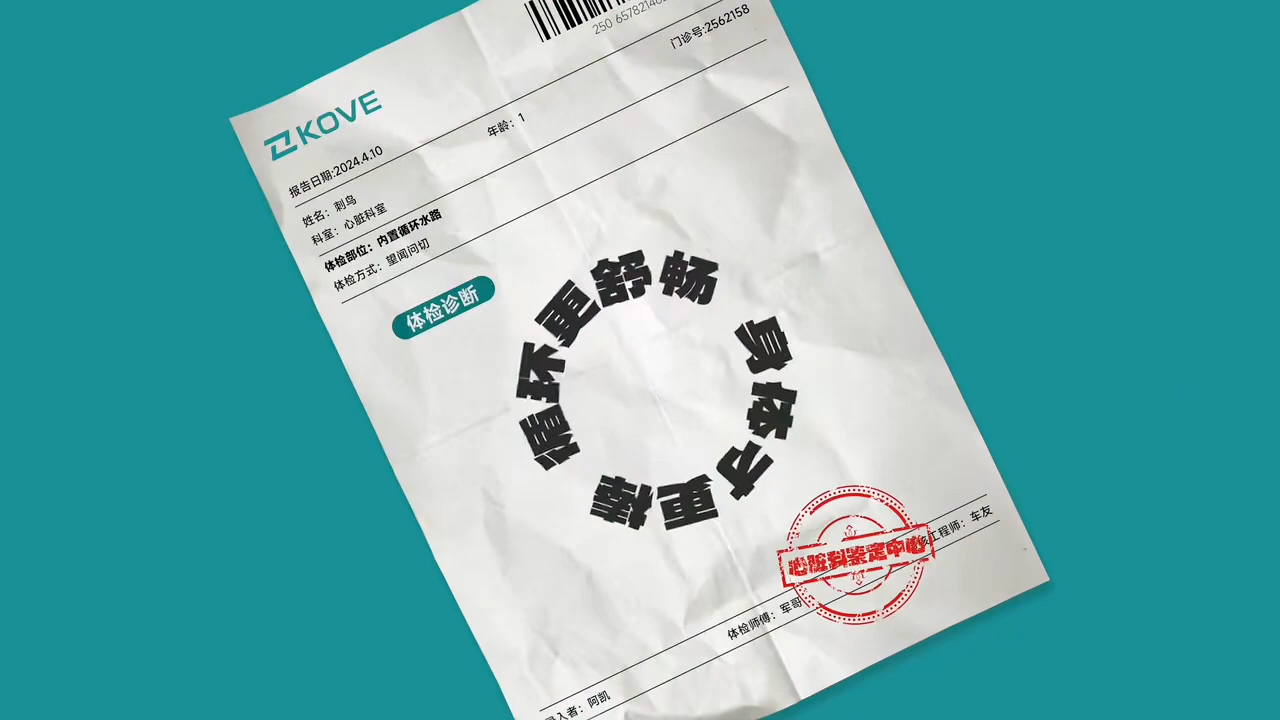 门诊号:2562158
KOVE
报告日期:2024.4.10
年龄：1
姓名：刺鸟
科室：心脏科室
体检部位：内置循环水路
体检方式：望闻问切
体检诊断
循环更舒畅
身体才更棒
心脏科鉴定中心
工程师：车友
体检师傅：军哥
入者：阿凯